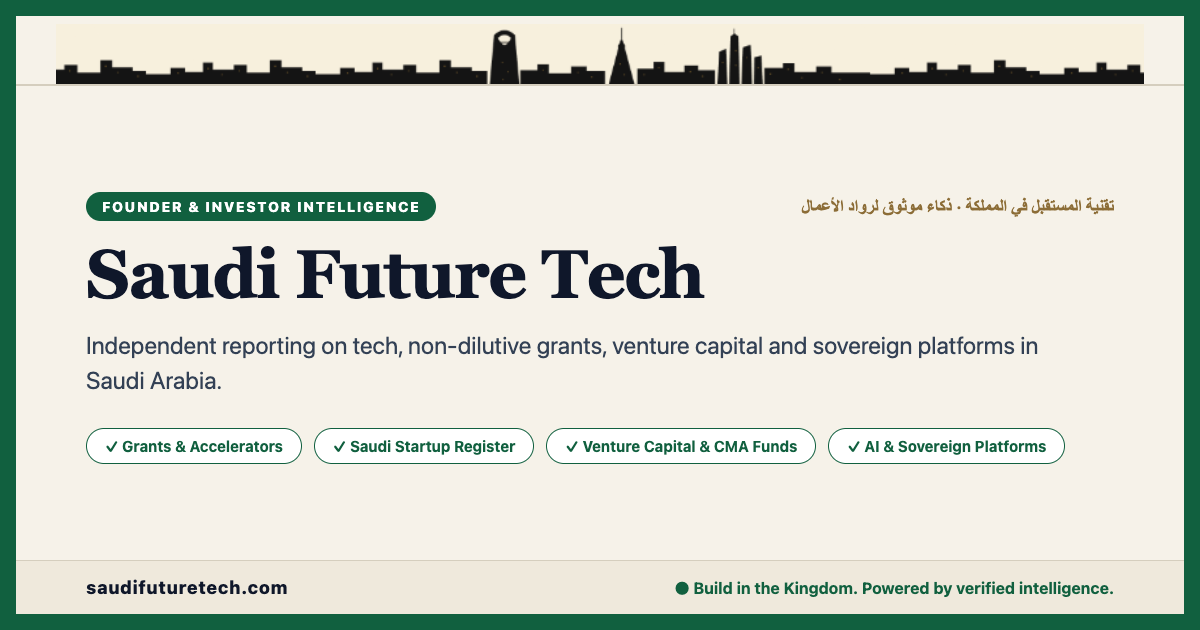 FOUNDER & INVESTOR INTELLIGENCE
تقنية المستقبل في المملكة · ذكاء موثوق لرواد الأعمال
Saudi Future Tech
Independent reporting on tech, non-dilutive grants, venture capital and sovereign platforms in
Saudi Arabia.
✓ Grants & Accelerators
✓ Saudi Startup Register
✓ Venture Capital & CMA Funds
✓ AI & Sovereign Platforms
saudifuturetech.com
● Build in the Kingdom. Powered by verified intelligence.